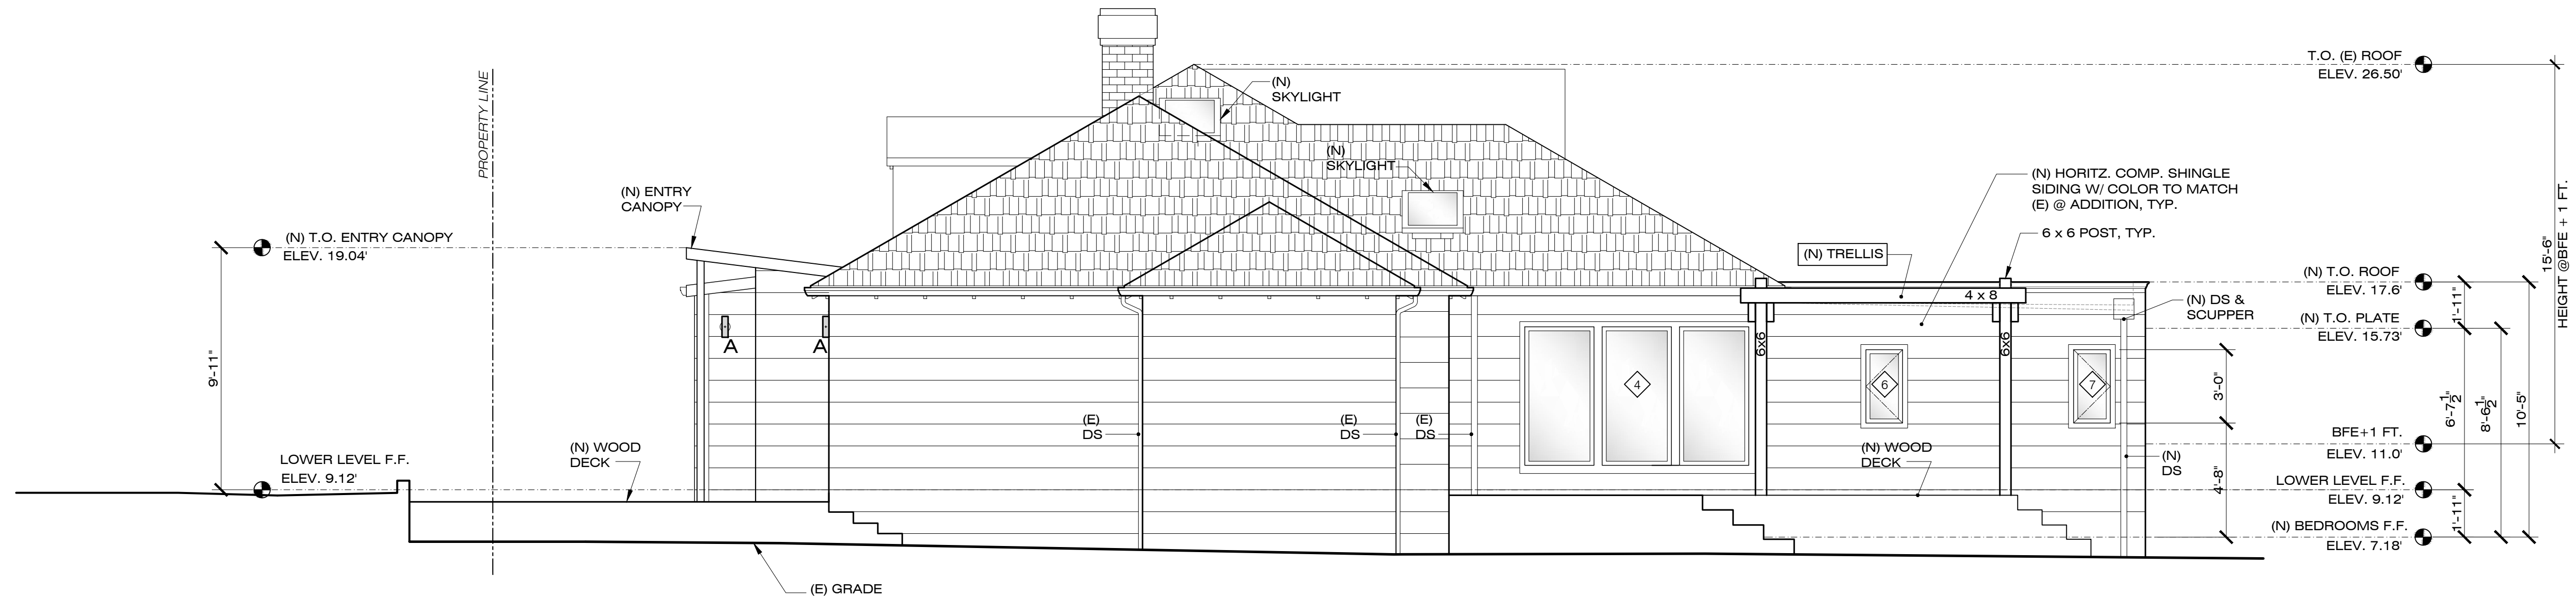 PROPERTY LINE
(N) ENTRY
CANOPY
(N) T.O. ENTRY CANOPY
ELEV. 19.04'
9'-11"
LOWER LEVEL F.F.
ELEV. 9.12'
(N) WOOD
DECK
(E) GRADE
A
A
(N)
SKYLIGHT
(N)
SKYLIGHT
(E)
DS
(E)
DS
(E)
DS
4
(N) TRELLIS
4 x 8
6x6
6x6
6
7
(N) WOOD
DECK
(N) HORITZ. COMP. SHINGLE
SIDING W/ COLOR TO MATCH
(E) @ ADDITION, TYP.
6 x 6 POST, TYP.
(N) DS &
SCUPPER
(N)
DS
3'-0"
4'-8"
T.O. (E) ROOF
ELEV. 26.50'
(N) T.O. ROOF
ELEV. 17.6'
(N) T.O. PLATE
ELEV. 15.73'
BFE+1 FT.
ELEV. 11.0'
LOWER LEVEL F.F.
ELEV. 9.12'
(N) BEDROOMS F.F.
ELEV. 7.18'
1'-11"
6'-7 1/2"
1'-11"
8'-6 1/2"
10'-5"
15'-6"
HEIGHT @BFE + 1 FT.